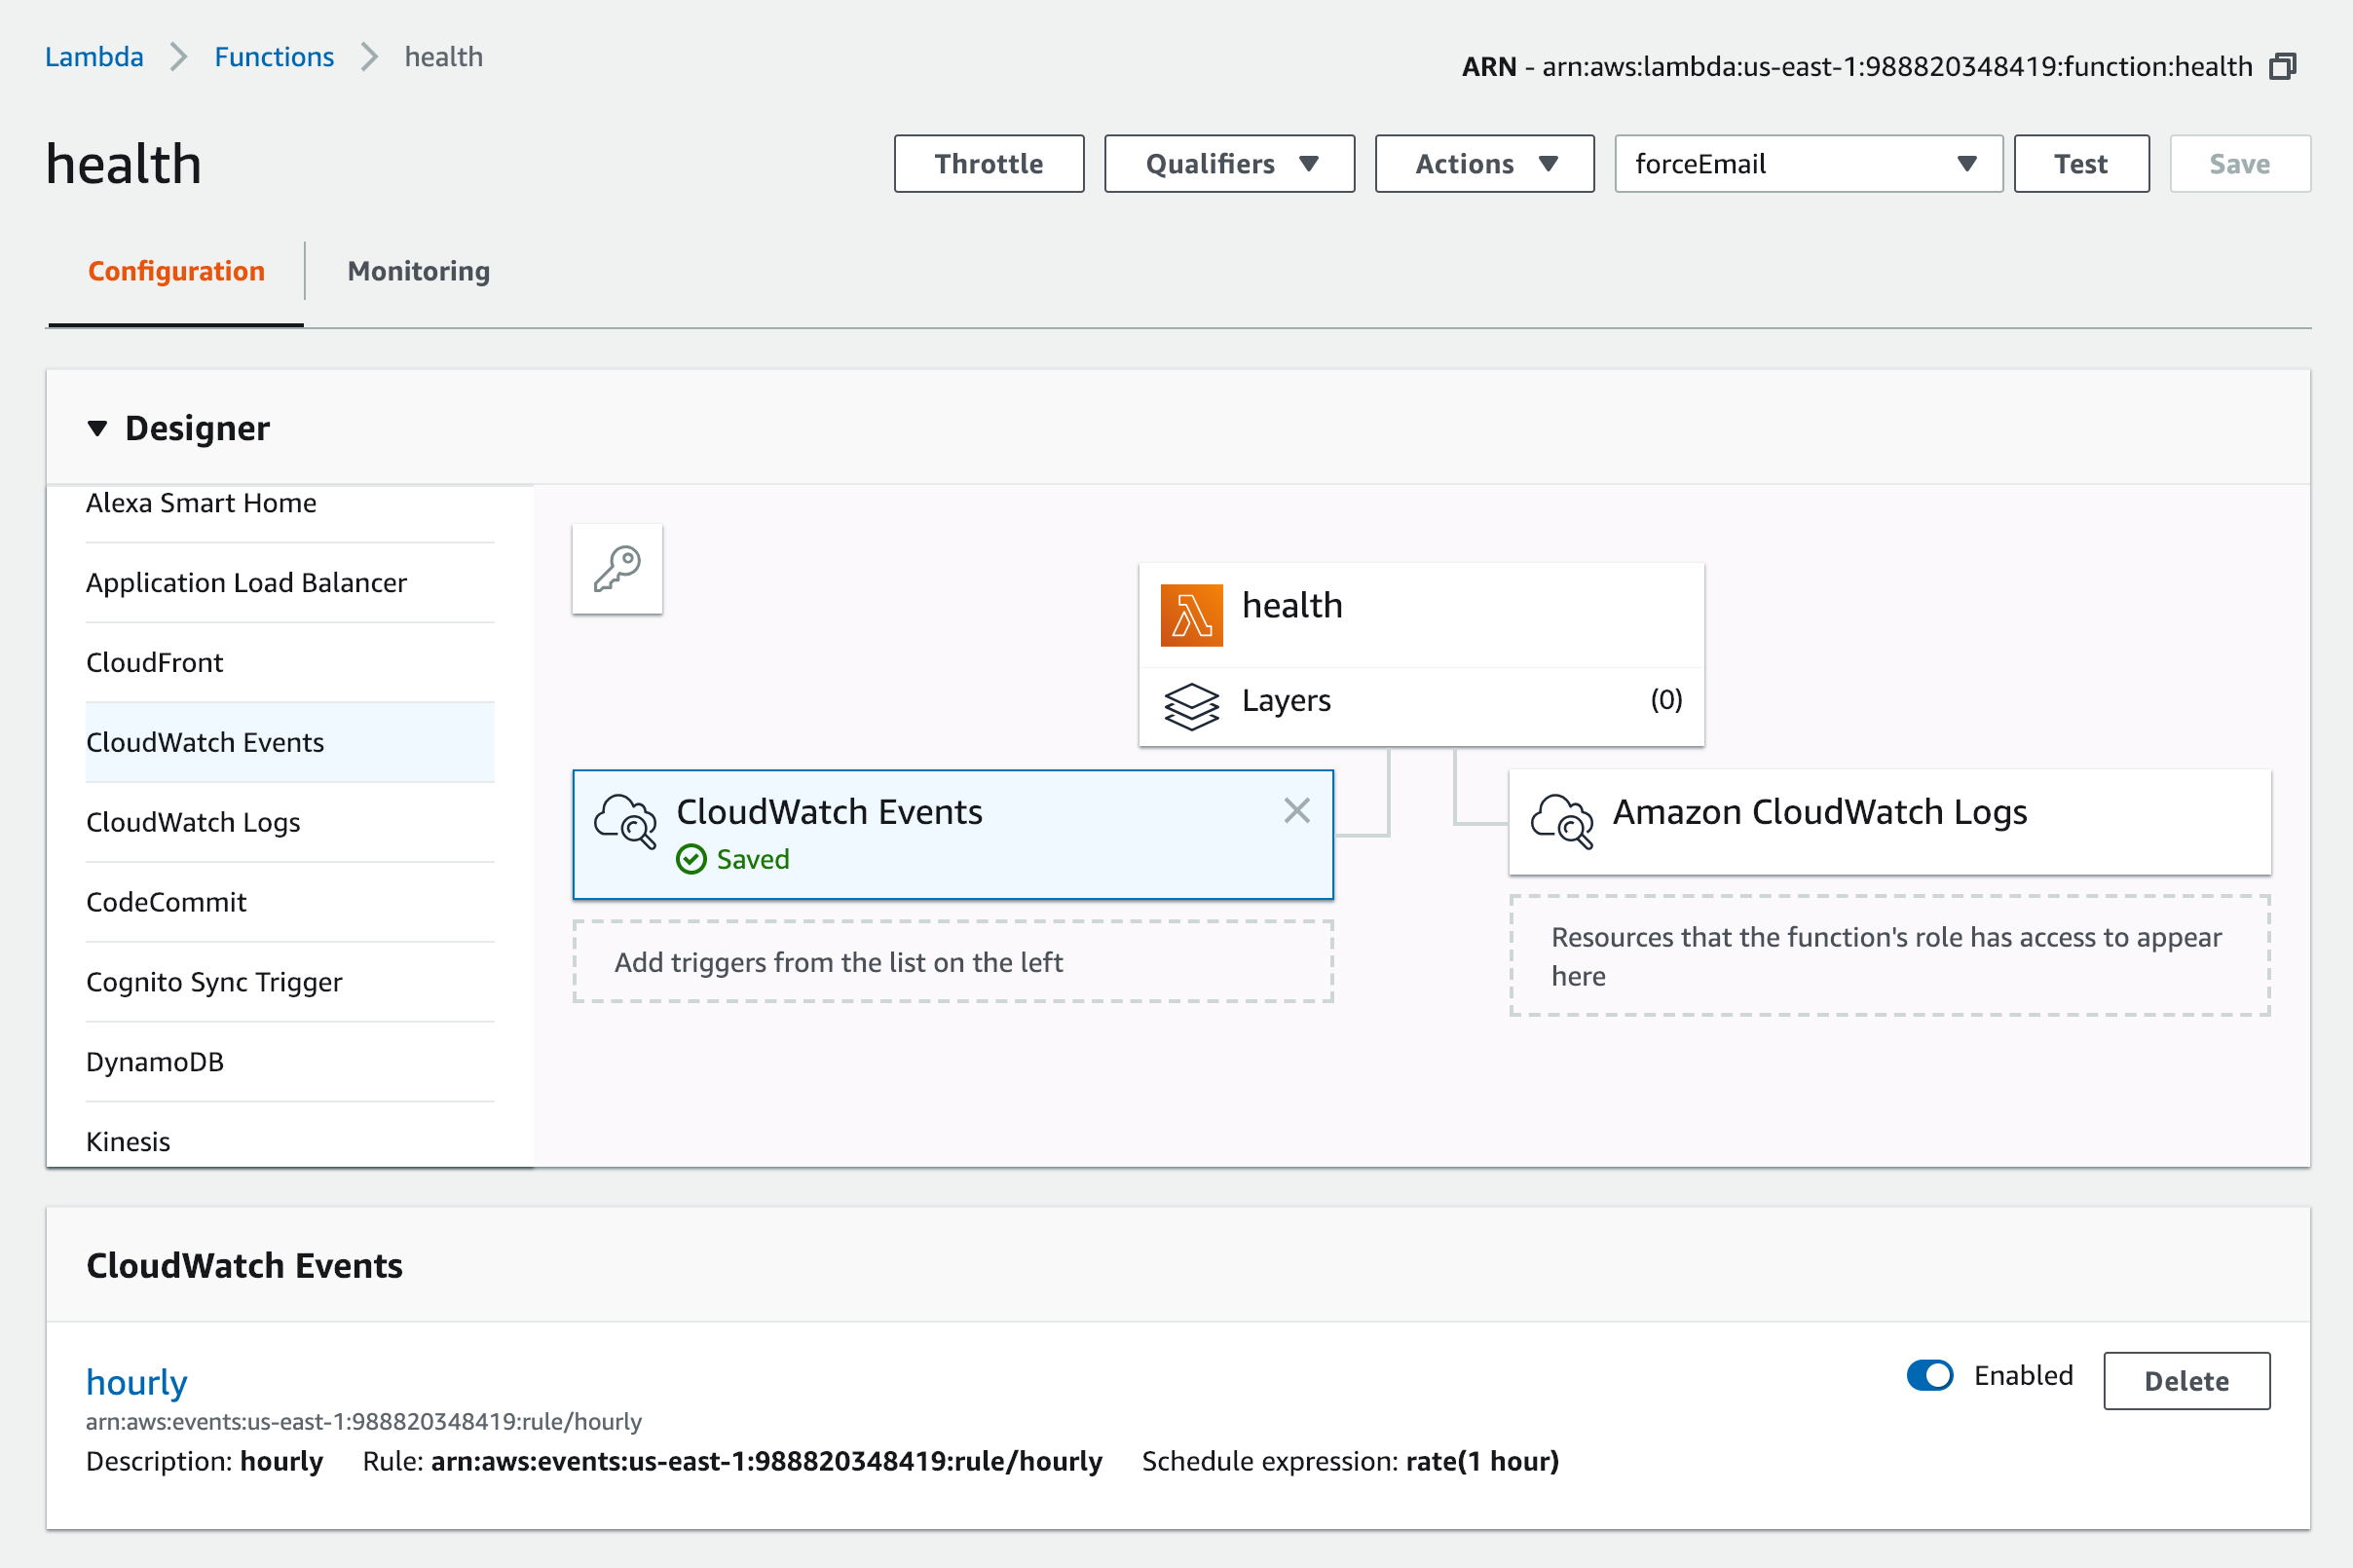 Lambda > Functions > health
ARN - arn:aws:lambda:us-east-1:988820348419:function:health
health
Throttle
Qualifiers
Actions
forceEmail
Test
Save
Configuration
Monitoring
Designer
Alexa Smart Home
Application Load Balancer
CloudFront
CloudWatch Events
CloudWatch Logs
CodeCommit
Cognito Sync Trigger
DynamoDB
Kinesis
health
Layers (0)
CloudWatch Events
Saved
Add triggers from the list on the left
Amazon CloudWatch Logs
Resources that the function's role has access to appear
here
CloudWatch Events
hourly
Enabled
Delete
arn:aws:events:us-east-1:988820348419:rule/hourly
Description: hourly Rule: arn:aws:events:us-east-1:988820348419:rule/hourly Schedule expression: rate(1 hour)